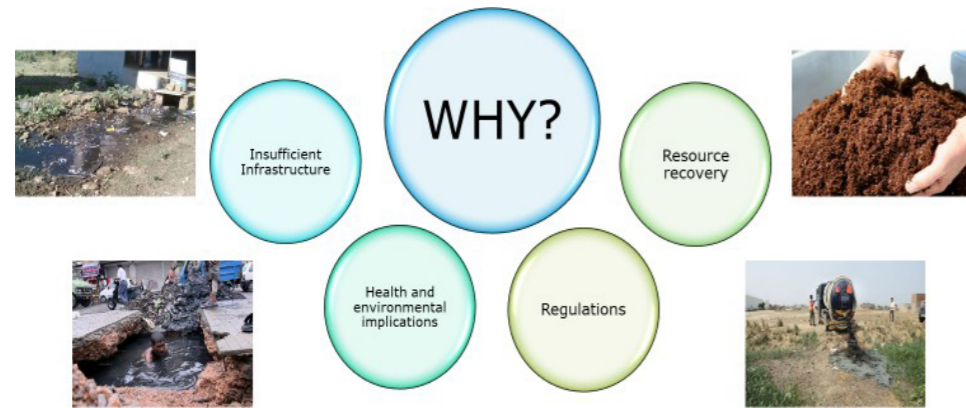 WHY?
Insufficient
Infrastructure
Resource
recovery
Health and
environmental
implications
Regulations